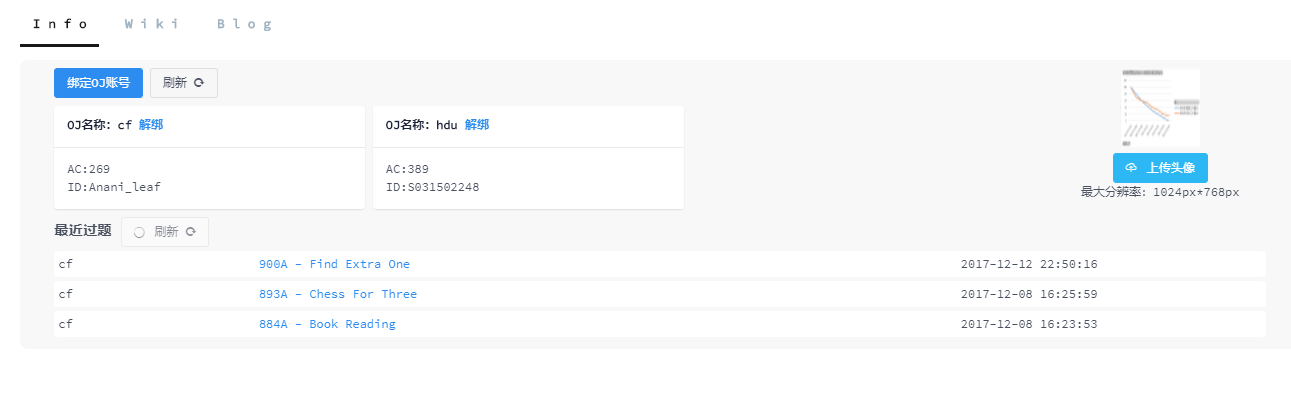 Info Wiki Blog
绑定OJ账号 刷新
OJ名称: cf 解绑 OJ名称: hdu 解绑
AC:269 AC:389
ID:Anani_leaf ID:S031502248
上传头像
最大分辨率: 1024px*768px
最近过题 刷新
cf 900A - Find Extra One 2017-12-12 22:50:16
cf 893A - Chess For Three 2017-12-08 16:25:59
cf 884A - Book Reading 2017-12-08 16:23:53